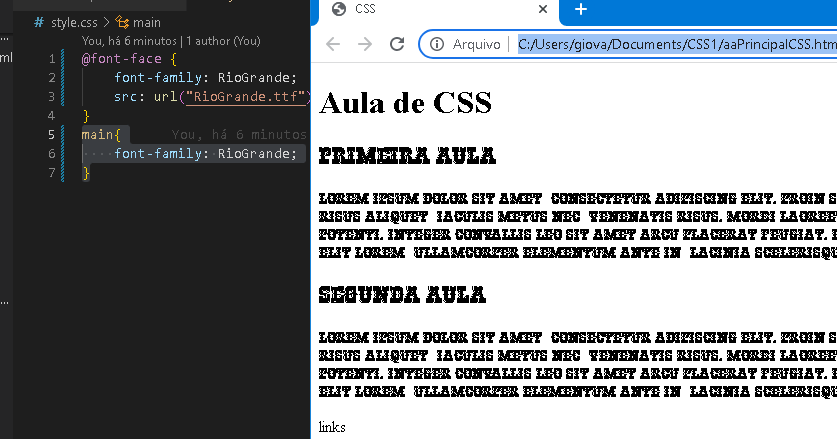 # style.css > main
You, há 6 minutos | 1 author (You)
1 @font-face {
2 font-family: RioGrande;
3 src: url("RioGrande.ttf")
4 }
5 main{ You, há 6 minutos
6 font-family: RioGrande;
7 }
ml
CSS
Arquivo | C:/Users/giova/Documents/CSS1/aaPrincipalCSS.htm
Aula de CSS
PRIMEIRA AULA
LOREM IPSUM DOLOR SIT AMET CONSECTETUR ADIPISCING ELIT. PROIN S
RISUS ALIQUET IACULIS METUS NEC VENENATIS RISUS. MORBI LAOREE
POTENTI. INTEGER CONVALLIS LEO SIT AMET ARCU PLACERAT FEUGIAT.
ELIT LOREM ULLAMCORPER ELEMENTUM ANTE IN LACINIA SCELERISQU
SEGUNDA AULA
LOREM IPSUM DOLOR SIT AMET CONSECTETUR ADIPISCING ELIT. PROIN S
RISUS ALIQUET IACULIS METUS NEC VENENATIS RISUS. MORBI LAOREE
POTENTI. INTEGER CONVALLIS LEO SIT AMET ARCU PLACERAT FEUGIAT.
ELIT LOREM ULLAMCORPER ELEMENTUM ANTE IN LACINIA SCELERISQU
links